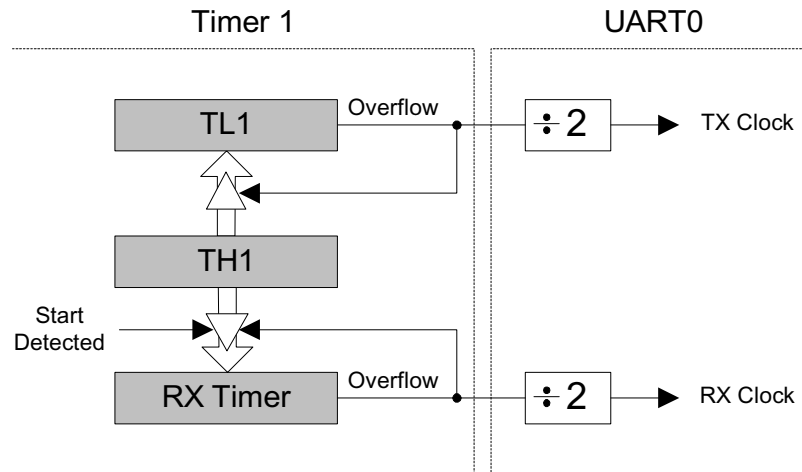 Timer 1
UART0
TL1
Overflow
÷ 2
TX Clock
TH1
Start
Detected
RX Timer
Overflow
÷ 2
RX Clock